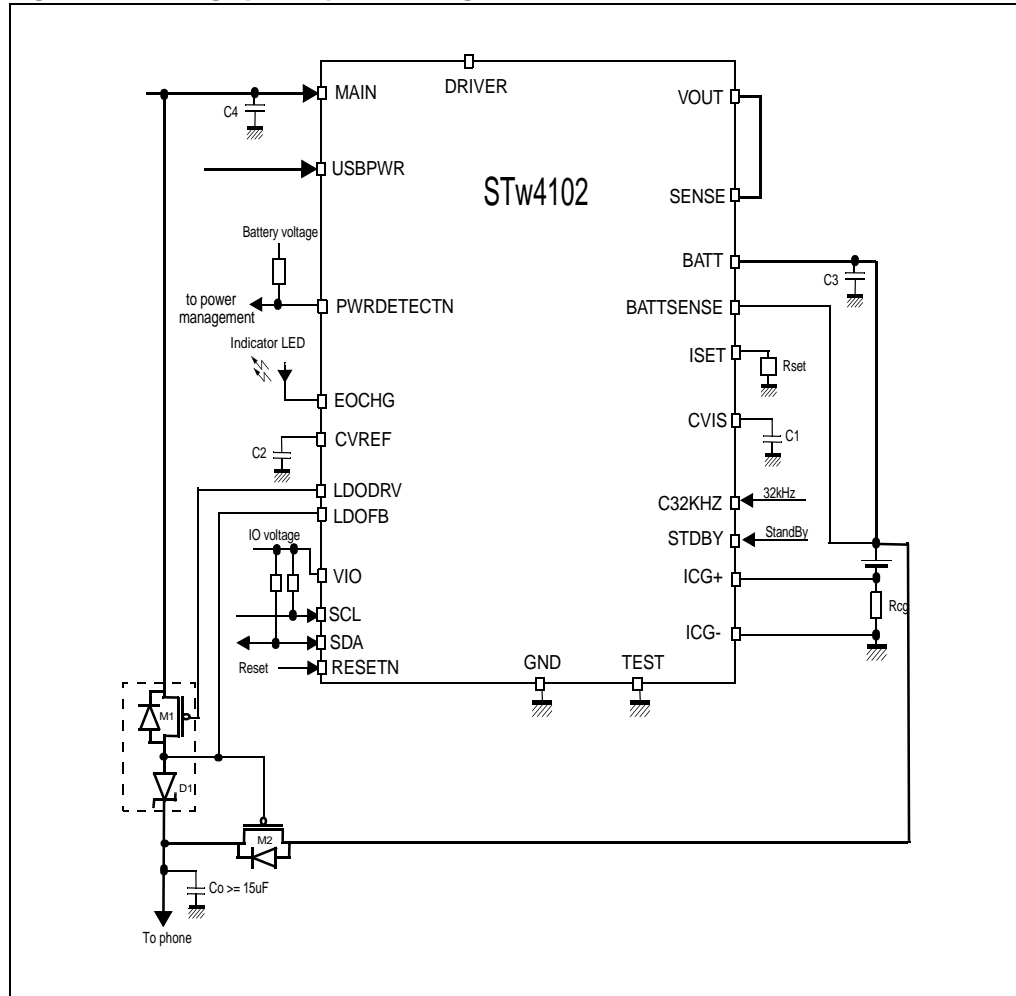 DRIVER
MAIN
C4
VOUT
USBPWR
STw4102
SENSE
Battery voltage
BATT
C3
to power
management
PWRDETECTN
BATTSENSE
Indicator LED
ISET
Rset
EOCHG
CVREF
C2
CVIS
C1
LDODRV
LDOFB
C32KHZ
32kHz
IO voltage
STDBY
StandBy
VIO
ICG+
SCL
Rcg
SDA
ICG-
Reset
RESETN
GND
TEST
M1
D1
M2
Co >= 15uF
To phone